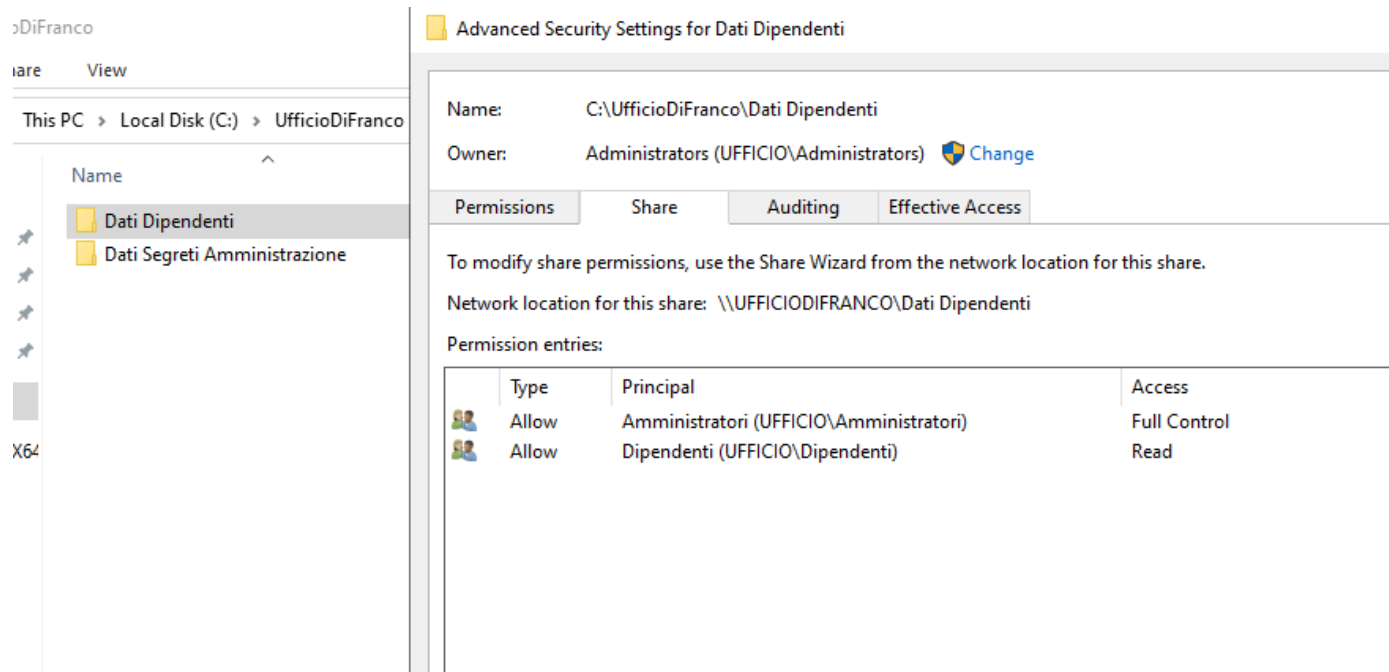 oDiFranco
are View
This PC > Local Disk (C:) > UfficioDiFranco
Name
Dati Dipendenti
Dati Segreti Amministrazione
X64
Advanced Security Settings for Dati Dipendenti
Name: C:\UfficioDiFranco\Dati Dipendenti
Owner: Administrators (UFFICIO\Administrators) Change
Permissions Share Auditing Effective Access
To modify share permissions, use the Share Wizard from the network location for this share.
Network location for this share: \\UFFICIODIFRANCO\Dati Dipendenti
Permission entries:
Type Principal Access
Allow Amministratori (UFFICIO\Amministratori) Full Control
Allow Dipendenti (UFFICIO\Dipendenti) Read